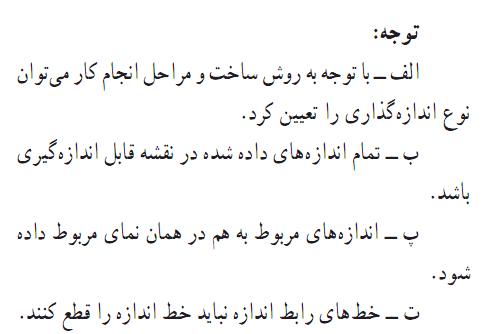 توجه:
الف ــ با توجه به روش ساخت و مراحل انجام کار می‌توان
نوع اندازه‌گذاری را تعیین کرد.
ب ــ تمام اندازه‌های داده شده در نقشه قابل اندازه‌گیری
باشد.
پ ــ اندازه‌های مربوط به هم در همان نمای مربوط داده
شود.
ت ــ خط‌های رابط اندازه نباید خط اندازه را قطع کنند.